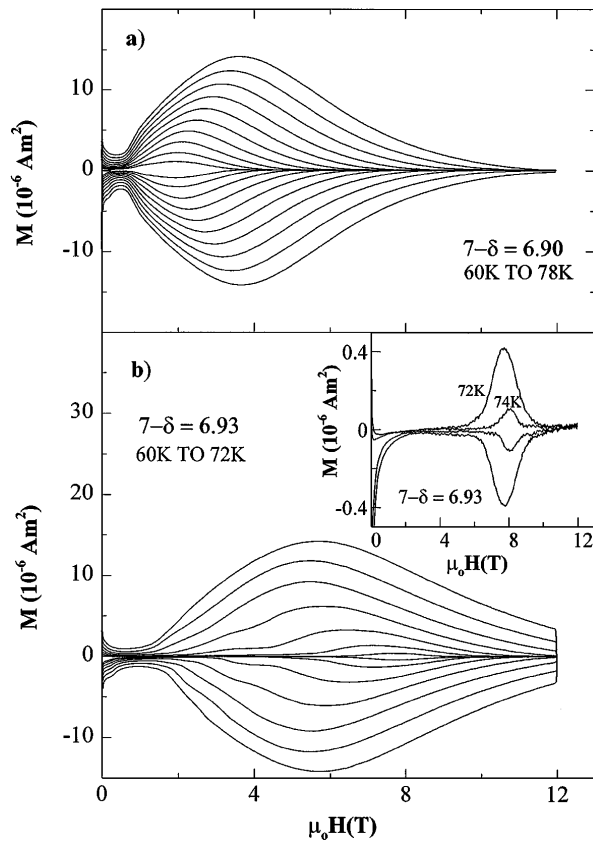 a)
10
0
-10
M (10⁻⁶ Am²)
7−δ = 6.90
60K TO 78K
b)
30
20
10
0
-10
M (10⁻⁶ Am²)
7−δ = 6.93
60K TO 72K
0.4
0
-0.4
M (10⁻⁶ Am²)
72K
74K
7−δ = 6.93
0 4 8 12
μₒH(T)
0 4 8 12
μₒH(T)